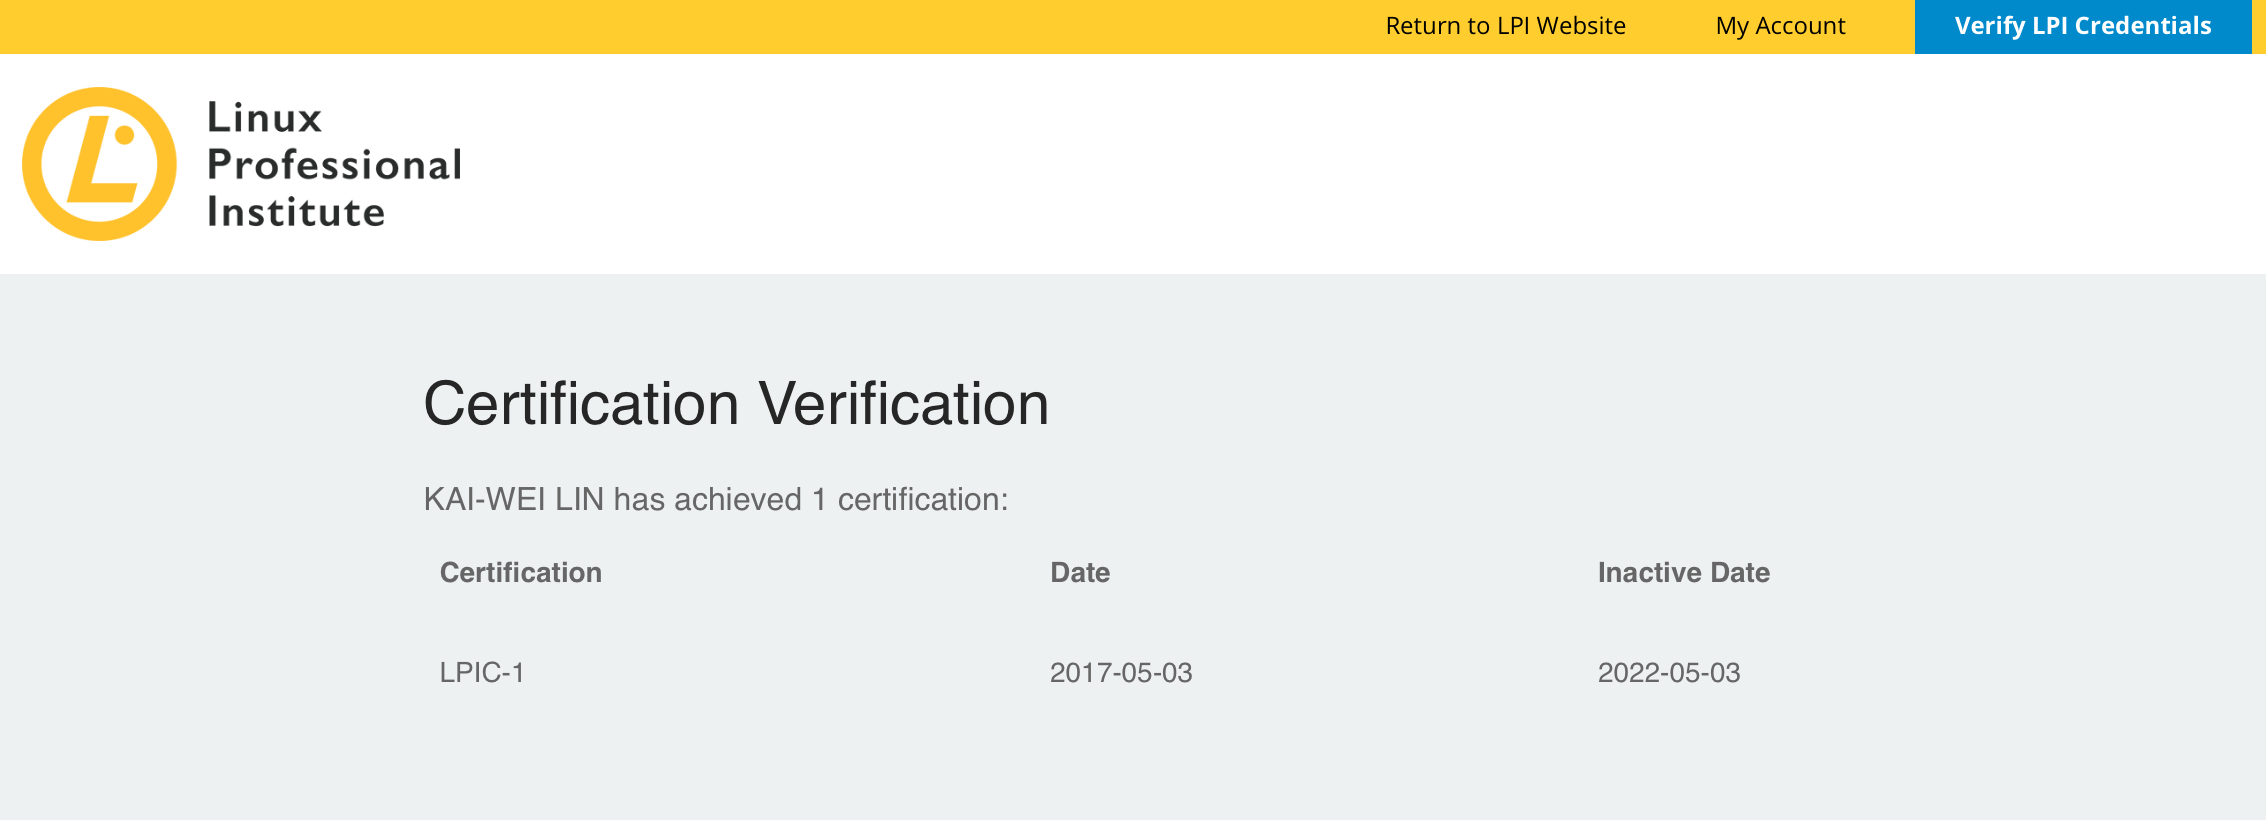 Return to LPI Website My Account Verify LPI Credentials
Linux
Professional
Institute
Certification Verification
KAI-WEI LIN has achieved 1 certification:
Certification Date Inactive Date
LPIC-1 2017-05-03 2022-05-03